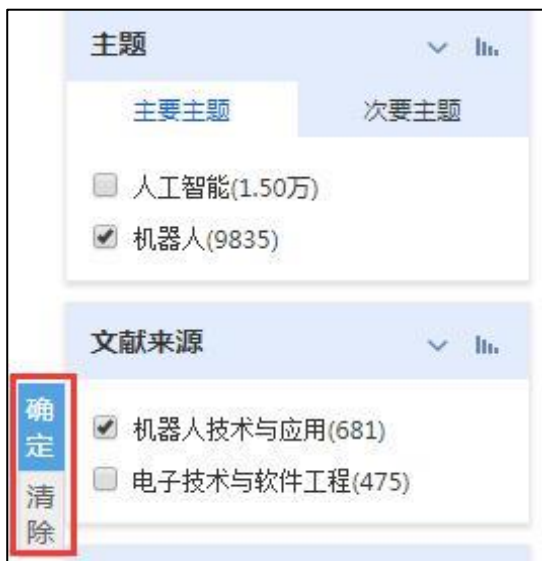 主题
主要主题 次要主题
人工智能(1.50万)
机器人(9835)
文献来源
机器人技术与应用(681)
电子技术与软件工程(475)
确定
清除